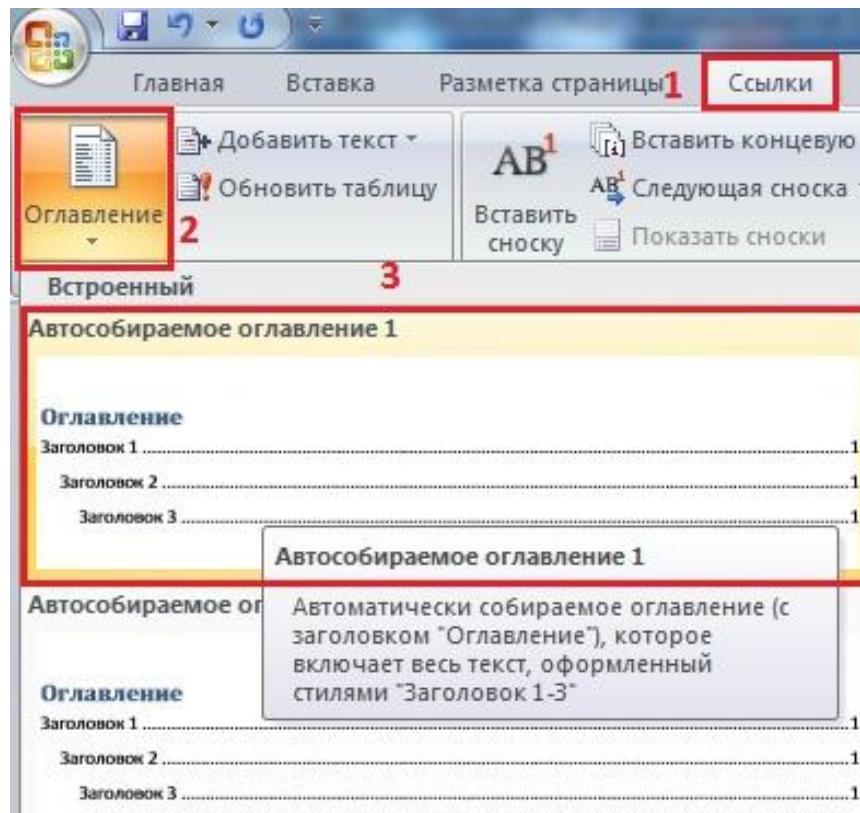 Главная Вставка Разметка страницы 1 Ссылки
Оглавление 2
Добавить текст
Обновить таблицу
AB1
Вставить
сноску
[i] Вставить концевую
AB1 Следующая сноска
Показать сноски
Встроенный 3
Автособираемое оглавление 1
Оглавление
Заголовок 1 ........ 1
Заголовок 2 ........ 1
Заголовок 3 ........ 1
Автособираемое оглавление 1
Автоматически собираемое оглавление (с
заголовком "Оглавление"), которое
включает весь текст, оформленный
стилями "Заголовок 1-3"
Автособираемое ог
Оглавление
Заголовок 1 ........ 1
Заголовок 2 ........ 1
Заголовок 3 ........ 1